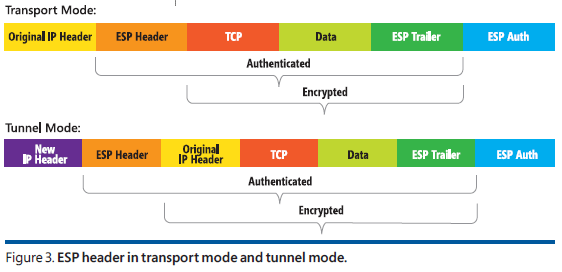 Transport Mode:
Original IP Header ESP Header TCP Data ESP Trailer ESP Auth
Authenticated
Encrypted
Tunnel Mode:
New IP Header ESP Header Original IP Header TCP Data ESP Trailer ESP Auth
Authenticated
Encrypted
Figure 3. ESP header in transport mode and tunnel mode.